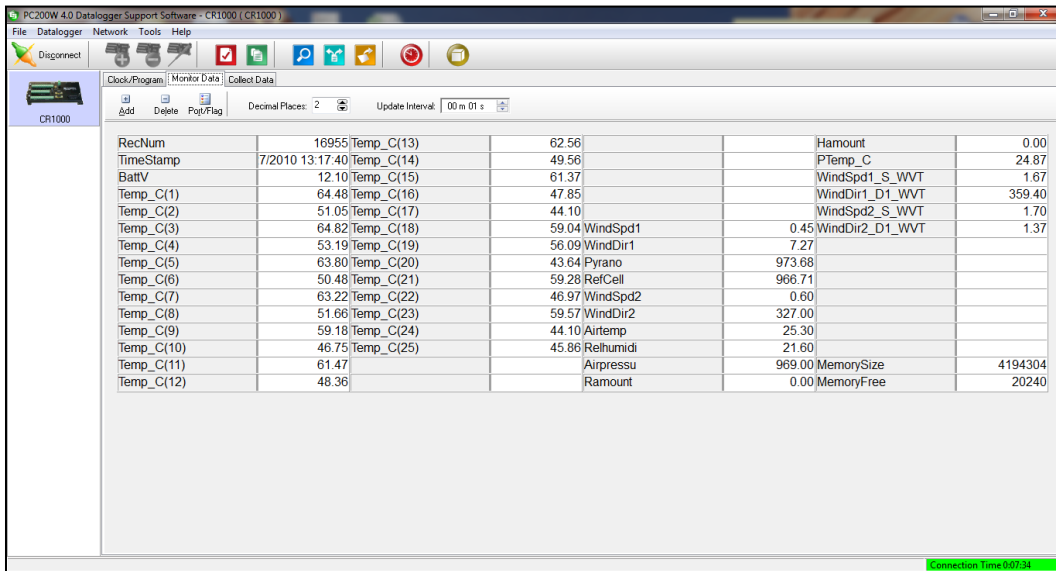 PC200W 4.0 Datalogger Support Software - CR1000 ( CR1000 )
File Datalogger Network Tools Help
Disconnect
CR1000
Clock/Program Monitor Data Collect Data
Add Delete Port/Flag Decimal Places: 2 Update Interval: 00 m 01 s
RecNum 16955 Temp_C(13) 62.56 Hamount 0.00
TimeStamp 7/2010 13:17:40 Temp_C(14) 49.56 PTemp_C 24.87
BattV 12.10 Temp_C(15) 61.37 WindSpd1_S_WVT 1.67
Temp_C(1) 64.48 Temp_C(16) 47.85 WindDir1_D1_WVT 359.40
Temp_C(2) 51.05 Temp_C(17) 44.10 WindSpd2_S_WVT 1.70
Temp_C(3) 64.82 Temp_C(18) 59.04 WindSpd1 0.45 WindDir2_D1_WVT 1.37
Temp_C(4) 53.19 Temp_C(19) 56.09 WindDir1 7.27
Temp_C(5) 63.80 Temp_C(20) 43.64 Pyrano 973.68
Temp_C(6) 50.48 Temp_C(21) 59.28 RefCell 966.71
Temp_C(7) 63.22 Temp_C(22) 46.97 WindSpd2 0.60
Temp_C(8) 51.66 Temp_C(23) 59.57 WindDir2 327.00
Temp_C(9) 59.18 Temp_C(24) 44.10 Airtemp 25.30
Temp_C(10) 46.75 Temp_C(25) 45.86 Relhumidi 21.60
Temp_C(11) 61.47 Airpressu 969.00 MemorySize 4194304
Temp_C(12) 48.36 Ramount 0.00 MemoryFree 20240
Connection Time 0:07:34